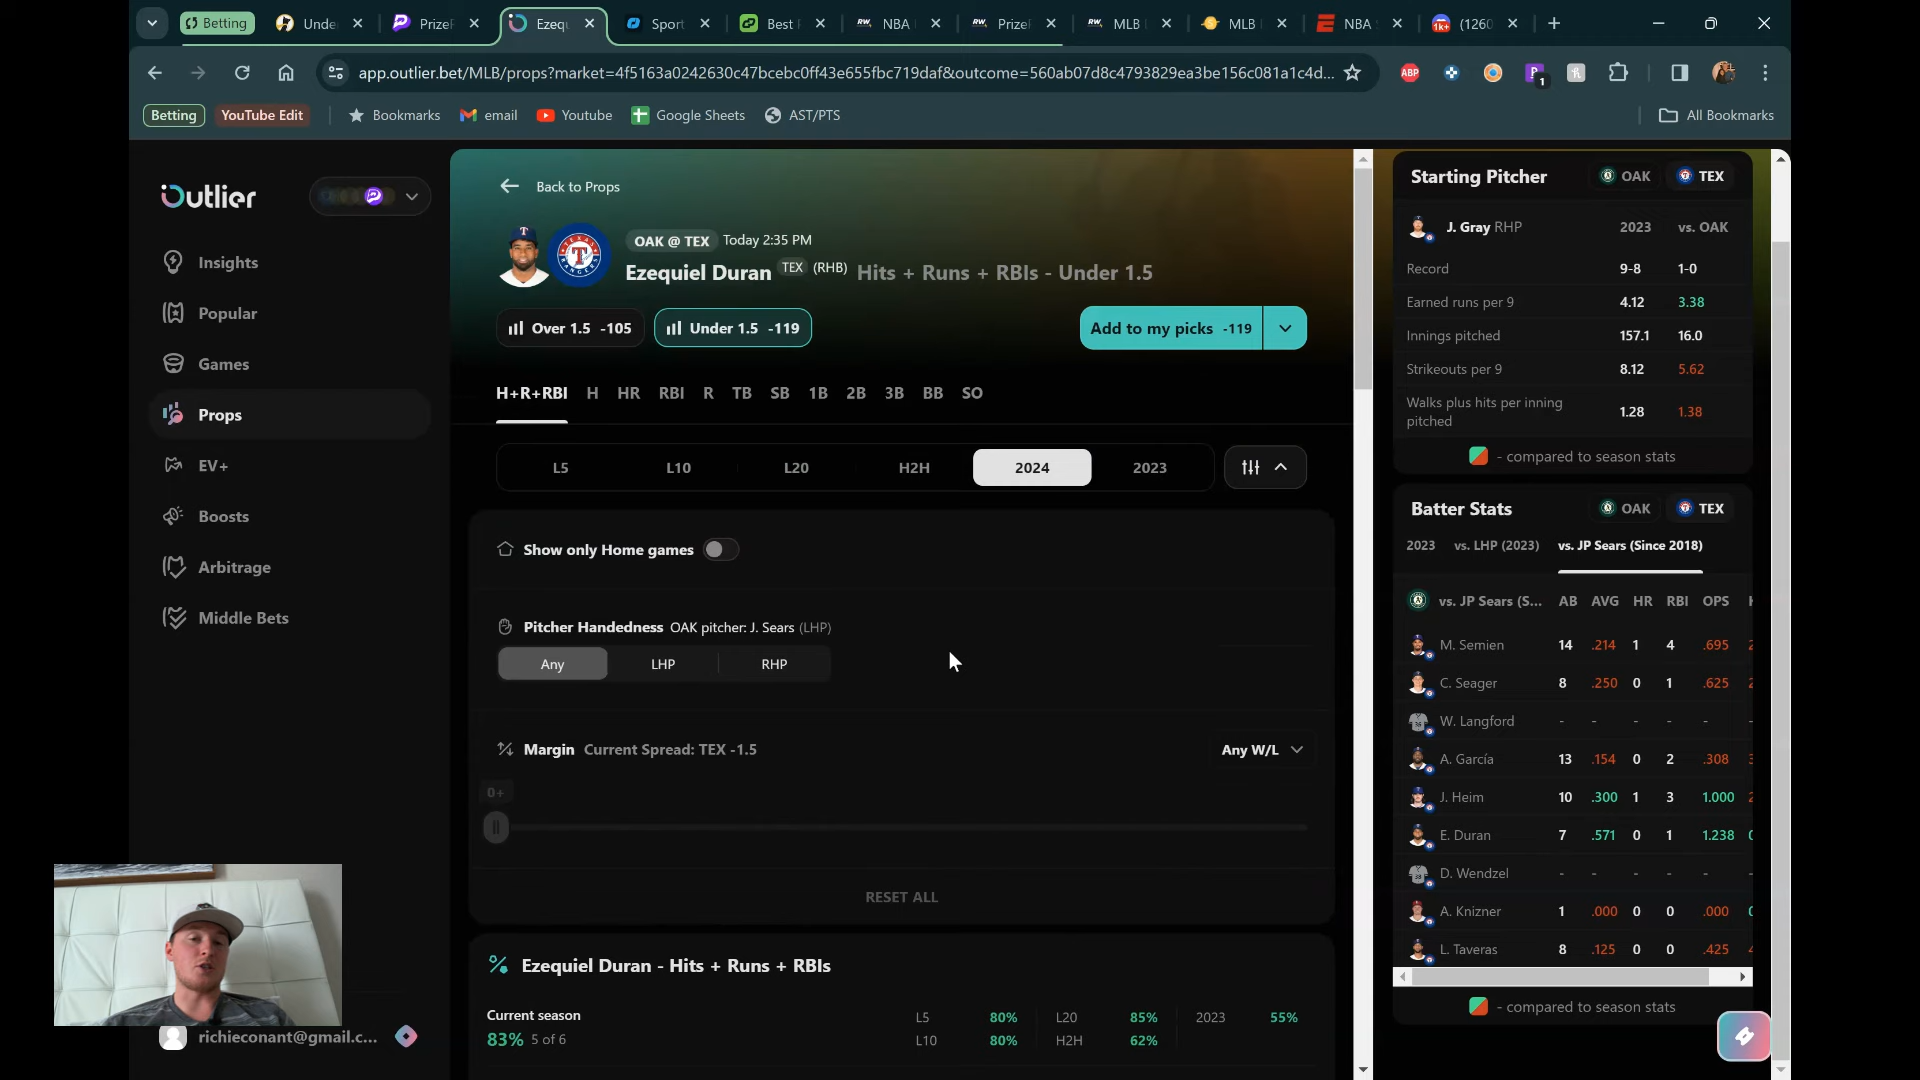 Betting
Unde
PrizeP
Ezeq
Sport
Best F
NBA
PrizeF
MLB
MLB
NBA
(1260
app.outlier.bet/MLB/props?market=4f5163a0242630c47bcebc0ff43e655fbc719daf&outcome=560ab07d8c4793829ea3be156c081a1c4d...
ABP
1
Betting
YouTube Edit
Bookmarks
email
Youtube
Google Sheets
AST/PTS
All Bookmarks
Outlier
Insights
Popular
Games
Props
EV+
Boosts
Arbitrage
Middle Bets
richieconant@gmail.c...
Back to Props
OAK @ TEX Today 2:35 PM
Ezequiel Duran TEX (RHB) Hits + Runs + RBIs - Under 1.5
Over 1.5 -105
Under 1.5 -119
Add to my picks -119
H+R+RBI H HR RBI R TB SB 1B 2B 3B BB SO
L5 L10 L20 H2H 2024 2023
Show only Home games
Pitcher Handedness OAK pitcher: J. Sears (LHP)
Any LHP RHP
Margin Current Spread: TEX -1.5
Any W/L
0+
RESET ALL
Ezequiel Duran - Hits + Runs + RBIs
Current season
83% 5 of 6
L5 80% L20 85% 2023 55%
L10 80% H2H 62%
Starting Pitcher OAK TEX
J. Gray RHP 2023 vs. OAK
Record 9-8 1-0
Earned runs per 9 4.12 3.38
Innings pitched 157.1 16.0
Strikeouts per 9 8.12 5.62
Walks plus hits per inning
pitched 1.28 1.38
- compared to season stats
Batter Stats OAK TEX
2023 vs. LHP (2023) vs. JP Sears (Since 2018)
vs. JP Sears (S... AB AVG HR RBI OPS
M. Semien 14 .214 1 4 .695
C. Seager 8 .250 0 1 .625
W. Langford - - - - -
A. García 13 .154 0 2 .308
J. Heim 10 .300 1 3 1.000
E. Duran 7 .571 0 1 1.238
D. Wendzel - - - - -
A. Knizner 1 .000 0 0 .000
L. Taveras 8 .125 0 0 .425
- compared to season stats